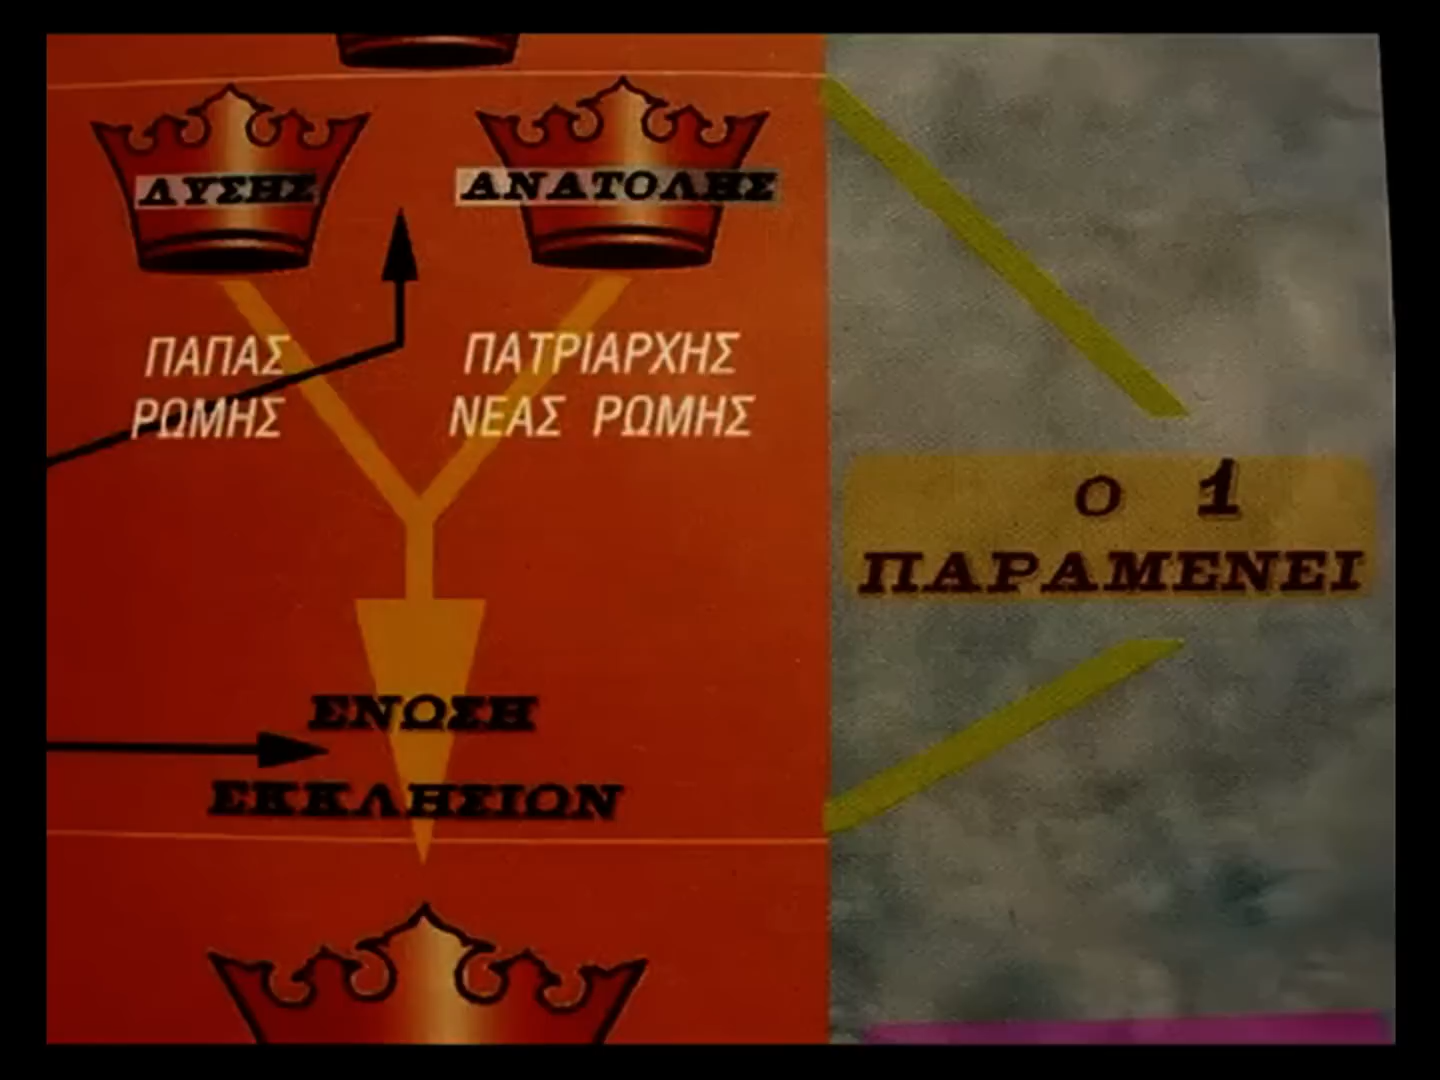 ΔΥΣΗΣ
ΑΝΑΤΟΛΗΣ
ΠΑΠΑΣ
ΡΩΜΗΣ
ΠΑΤΡΙΑΡΧΗΣ
ΝΕΑΣ ΡΩΜΗΣ
Ο 1
ΠΑΡΑΜΕΝΕΙ
ΕΝΩΣΗ
ΕΚΚΛΗΣΙΩΝ